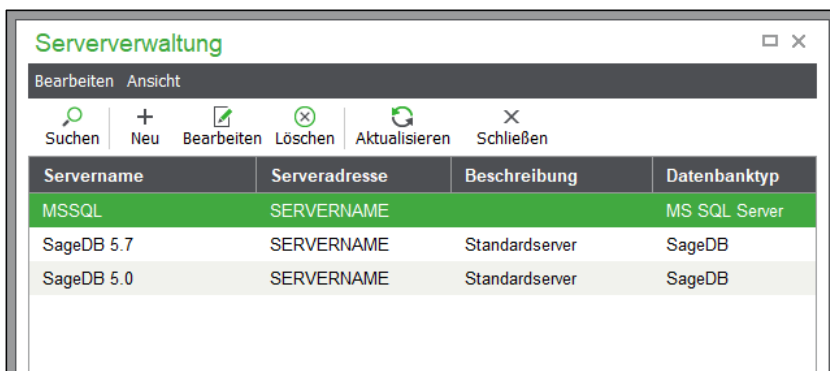 Serververwaltung
Bearbeiten Ansicht
Suchen Neu Bearbeiten Löschen Aktualisieren Schließen
Servername Serveradresse Beschreibung Datenbanktyp
MSSQL SERVERNAME MS SQL Server
SageDB 5.7 SERVERNAME Standardserver SageDB
SageDB 5.0 SERVERNAME Standardserver SageDB